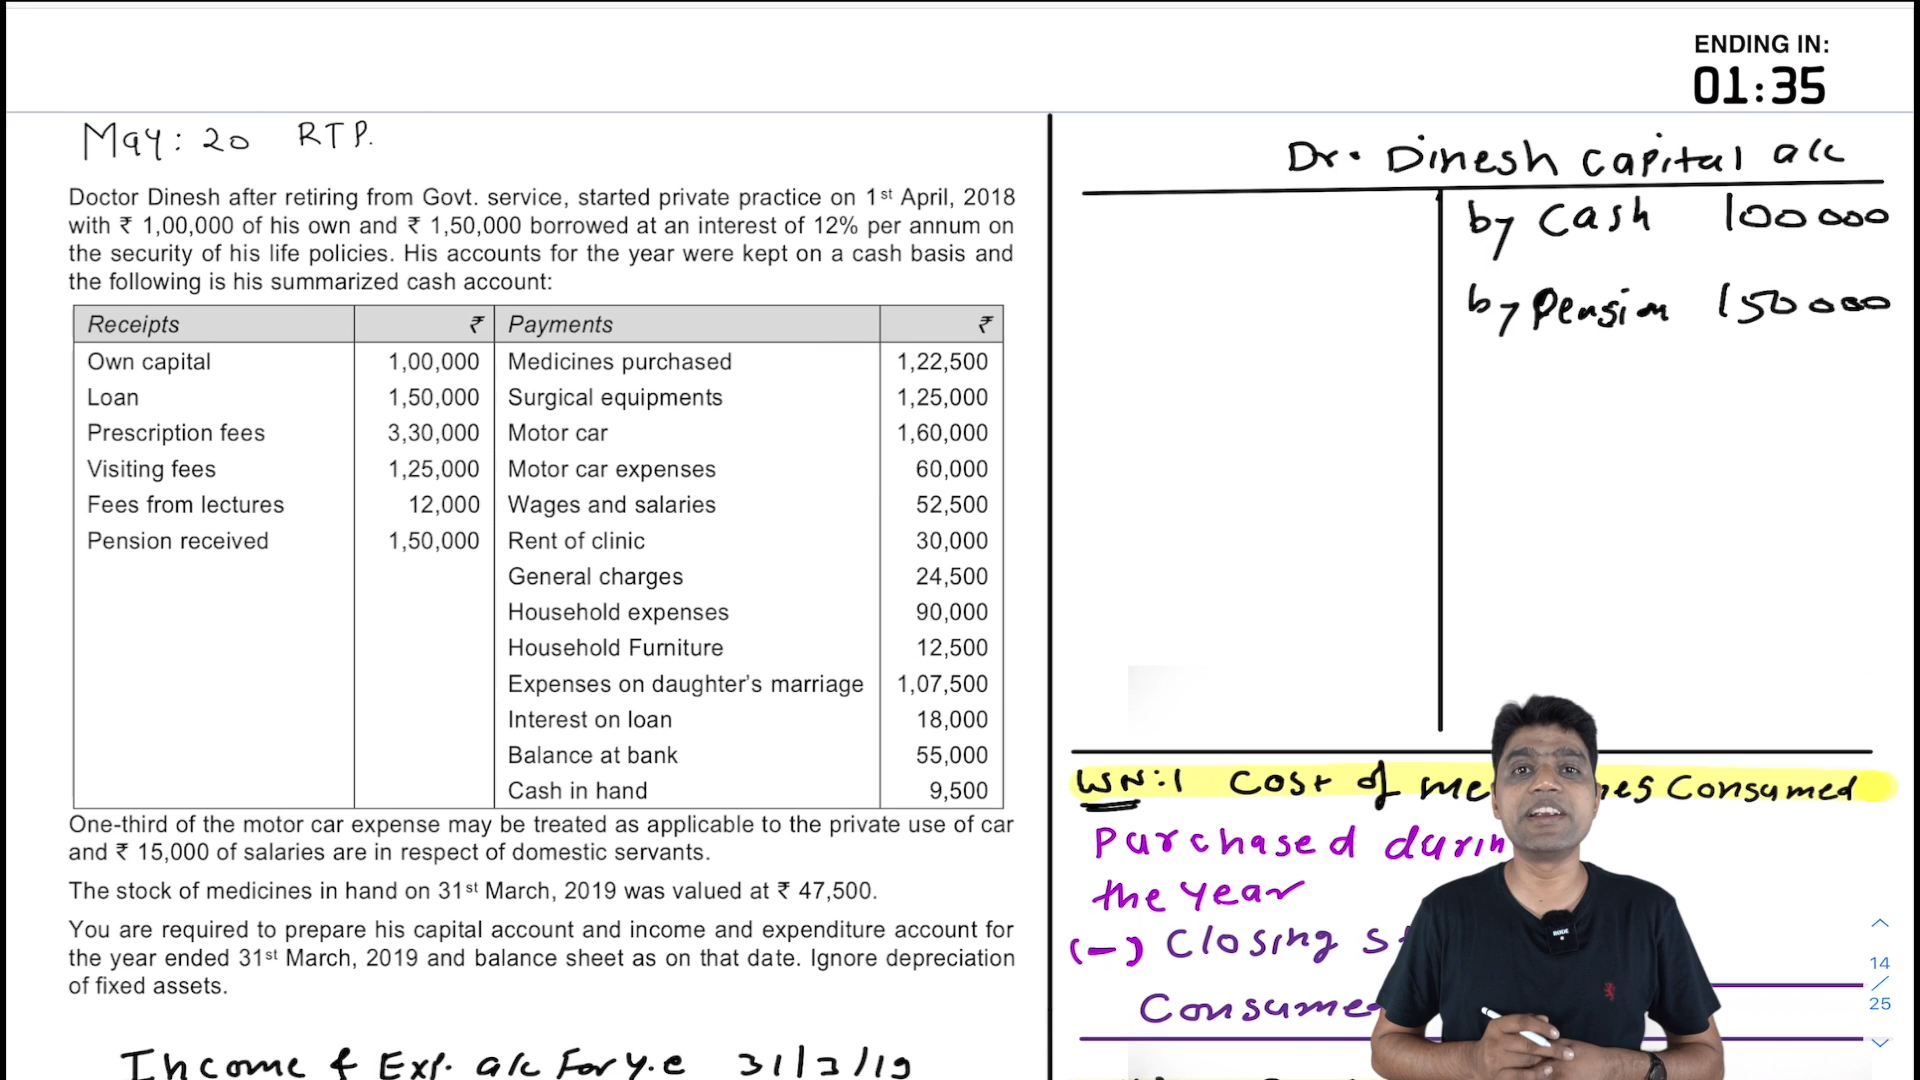 ENDING IN:
01:35
May: 20 RTP.
Doctor Dinesh after retiring from Govt. service, started private practice on 1st April, 2018
with ₹ 1,00,000 of his own and ₹ 1,50,000 borrowed at an interest of 12% per annum on
the security of his life policies. His accounts for the year were kept on a cash basis and
the following is his summarized cash account:
Receipts ₹ Payments ₹
Own capital 1,00,000 Medicines purchased 1,22,500
Loan 1,50,000 Surgical equipments 1,25,000
Prescription fees 3,30,000 Motor car 1,60,000
Visiting fees 1,25,000 Motor car expenses 60,000
Fees from lectures 12,000 Wages and salaries 52,500
Pension received 1,50,000 Rent of clinic 30,000
General charges 24,500
Household expenses 90,000
Household Furniture 12,500
Expenses on daughter's marriage 1,07,500
Interest on loan 18,000
Balance at bank 55,000
Cash in hand 9,500
One-third of the motor car expense may be treated as applicable to the private use of car
and ₹ 15,000 of salaries are in respect of domestic servants.
The stock of medicines in hand on 31st March, 2019 was valued at ₹ 47,500.
You are required to prepare his capital account and income and expenditure account for
the year ended 31st March, 2019 and balance sheet as on that date. Ignore depreciation
of fixed assets.
Income & Exp. a/c For y.e 31/3/19
Dr. Dinesh capital a/c
by Cash 100000
by Pension 150000
WN:1 Cost of me nes Consumed
Purchased durin
the year
(-) Closing s
Consume
RODE
14
/
25